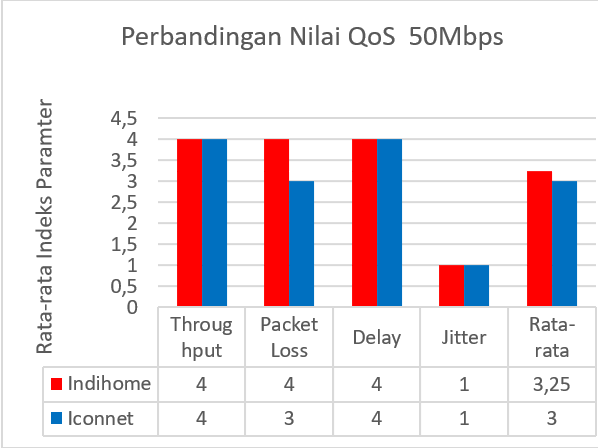 Perbandingan Nilai QoS  50Mbps
Rata-rata Indeks Paramter
4,5
4
3,5
3
2,5
2
1,5
1
0,5
0
Throug
hput
Packet
Loss
Delay
Jitter
Rata-
rata
Indihome 4 4 4 1 3,25
Iconnet 4 3 4 1 3